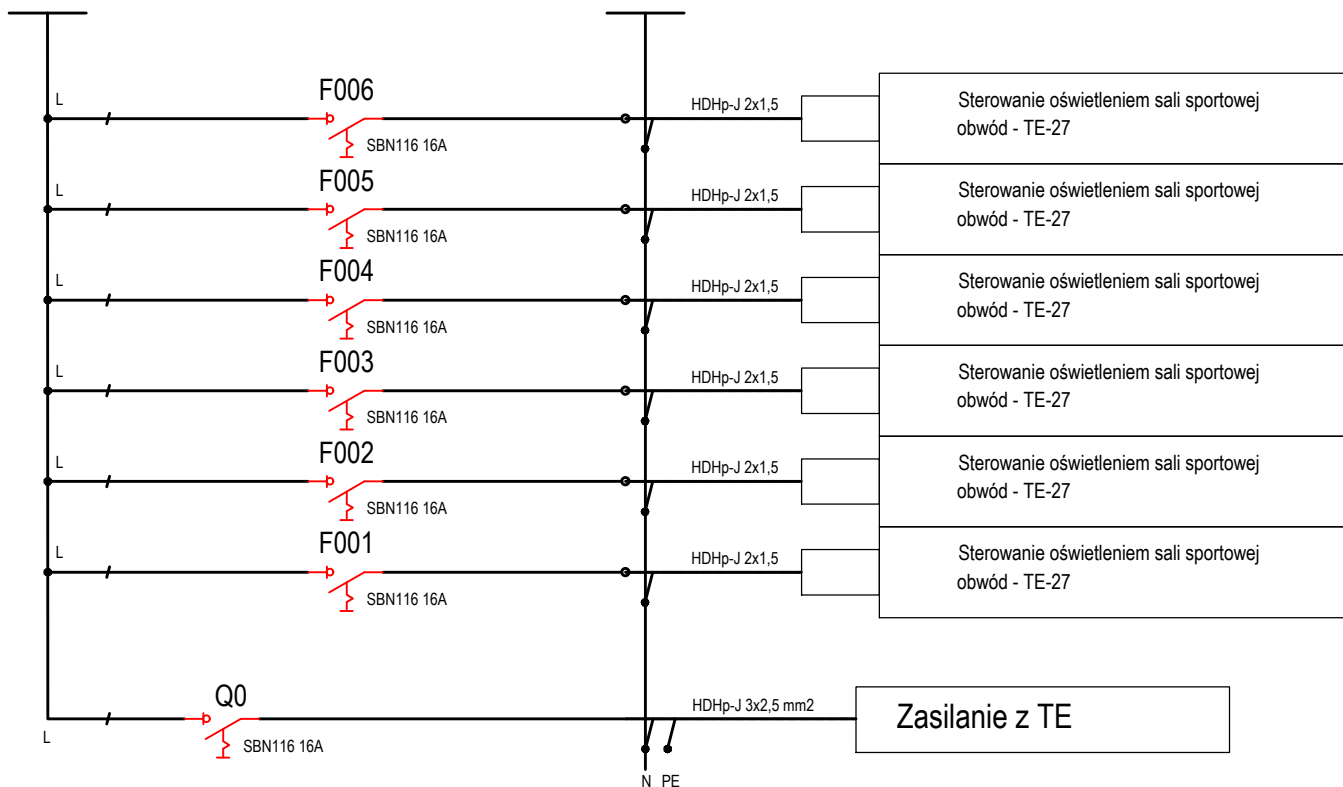 L
F006
SBN116 16A
HDHp-J 2x1,5
Sterowanie oświetleniem sali sportowej
obwód - TE-27
L
F005
SBN116 16A
HDHp-J 2x1,5
Sterowanie oświetleniem sali sportowej
obwód - TE-27
L
F004
SBN116 16A
HDHp-J 2x1,5
Sterowanie oświetleniem sali sportowej
obwód - TE-27
L
F003
SBN116 16A
HDHp-J 2x1,5
Sterowanie oświetleniem sali sportowej
obwód - TE-27
L
F002
SBN116 16A
HDHp-J 2x1,5
Sterowanie oświetleniem sali sportowej
obwód - TE-27
L
F001
SBN116 16A
HDHp-J 2x1,5
Sterowanie oświetleniem sali sportowej
obwód - TE-27
L
Q0
SBN116 16A
HDHp-J 3x2,5 mm2
Zasilanie z TE
N PE